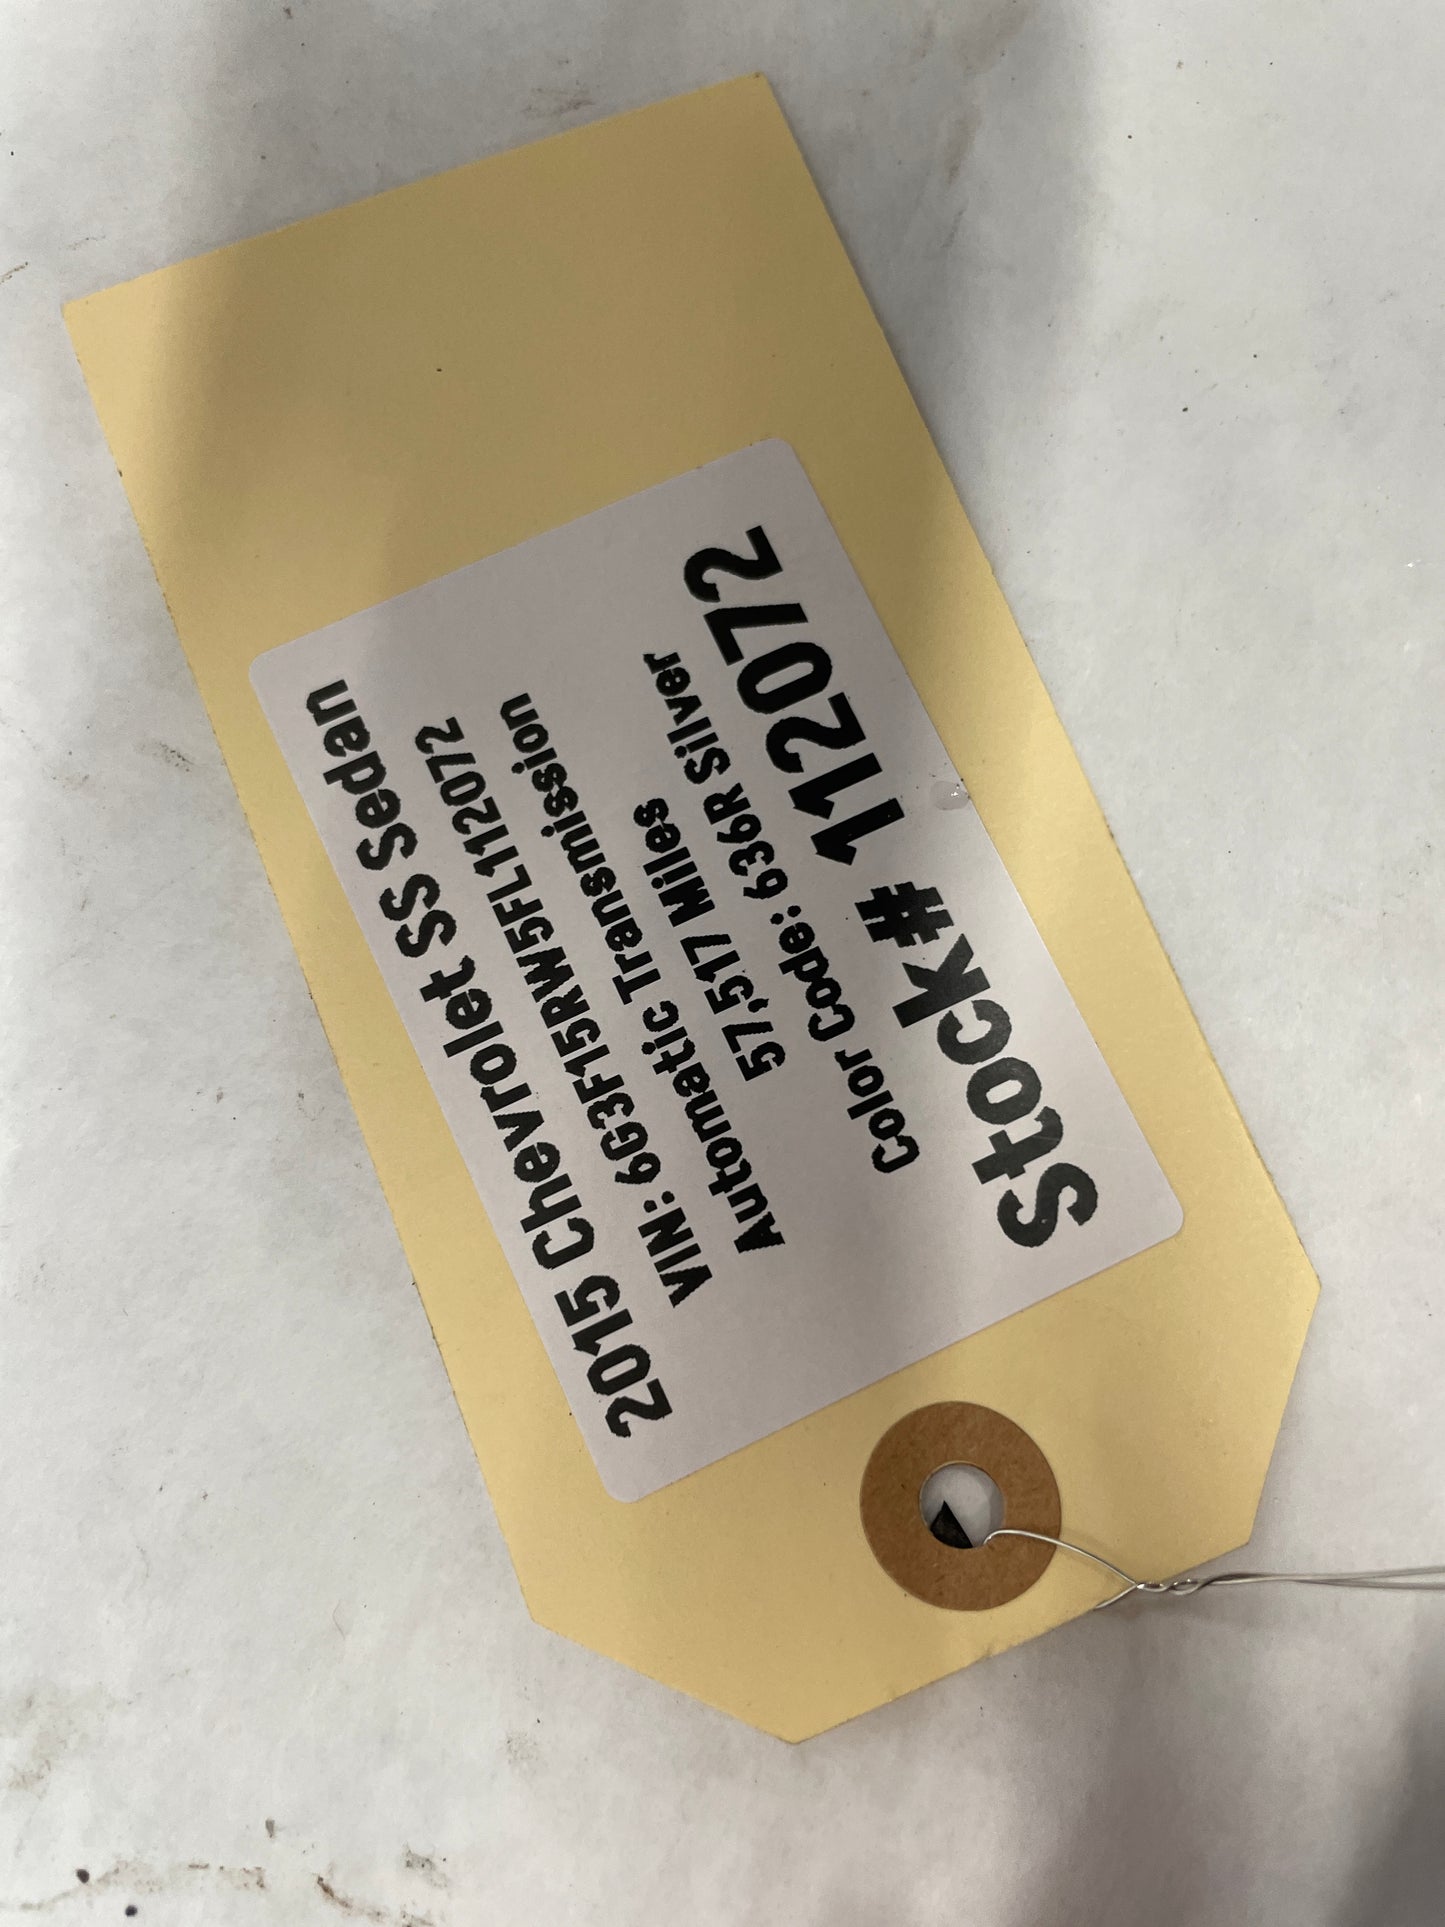 2015 Chevrolet SS Sedan
VIN: 6G3F15RW5FL112072
Automatic Transmission
57,517 Miles
Color Code: 636R Silver
Stock# 112072